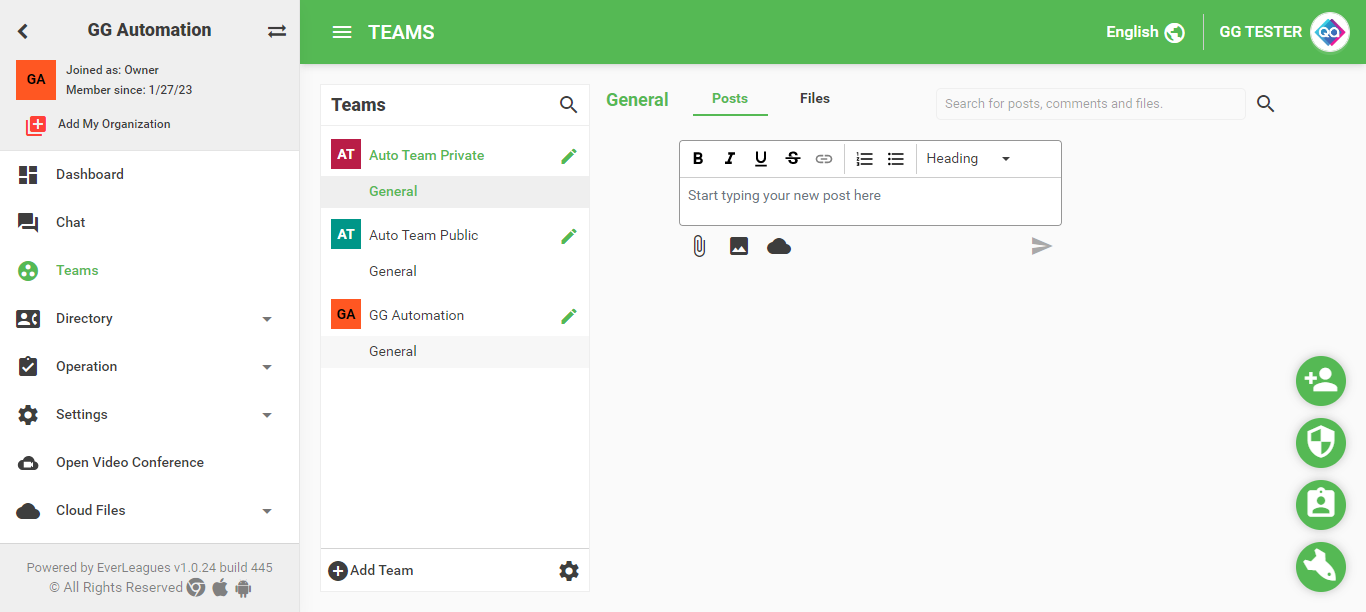 GG Automation
GA
Joined as: Owner
Member since: 1/27/23
Add My Organization
Dashboard
Chat
Teams
Directory
Operation
Settings
Open Video Conference
Cloud Files
Powered by EverLeagues v1.0.24 build 445
© All Rights Reserved
TEAMS
English
GG TESTER
QO
Teams
AT Auto Team Private
General
AT Auto Team Public
General
GA GG Automation
General
Add Team
General
Posts
Files
Search for posts, comments and files.
B I U S Heading
Start typing your new post here